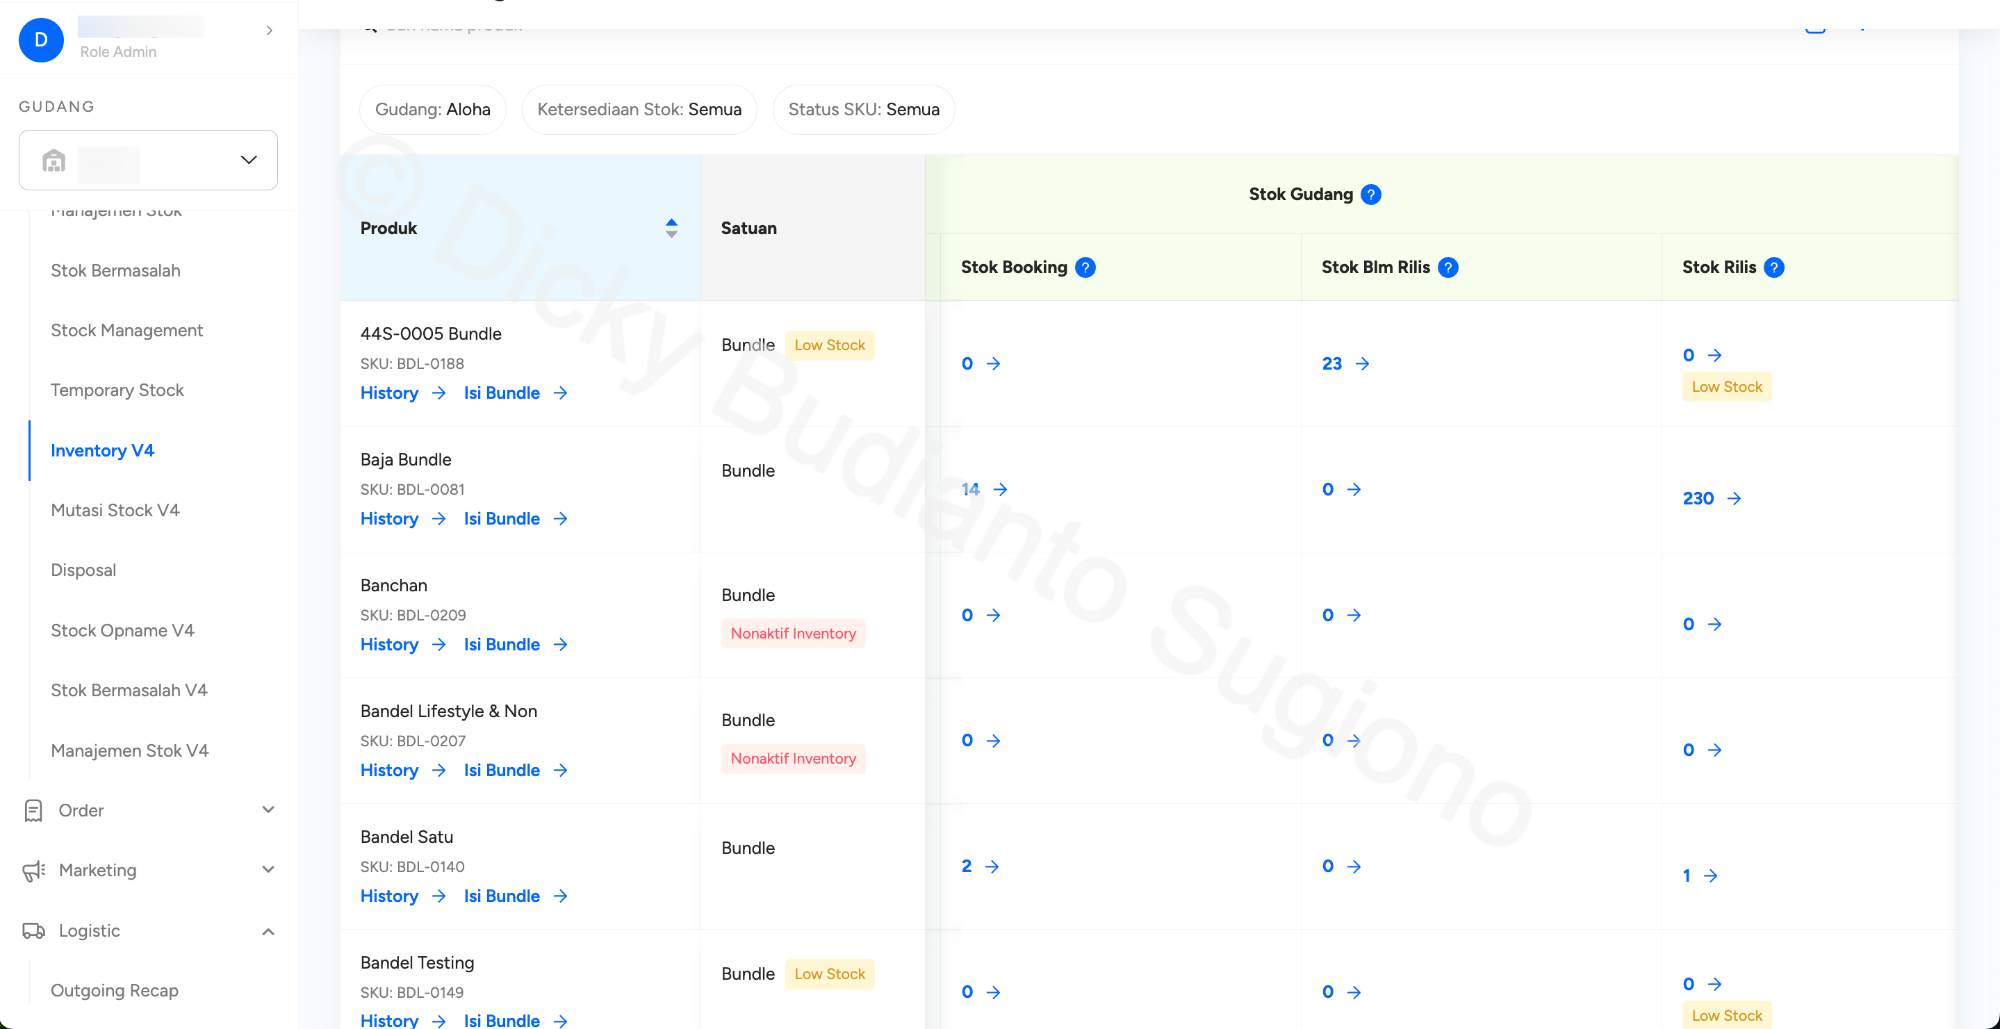 D
Role Admin
GUDANG
Manajemen Stok
Stok Bermasalah
Stock Management
Temporary Stock
Inventory V4
Mutasi Stock V4
Disposal
Stock Opname V4
Stok Bermasalah V4
Manajemen Stok V4
Order
Marketing
Logistic
Outgoing Recap
Gudang: Aloha Ketersediaan Stok: Semua Status SKU: Semua
Produk Satuan Stok Gudang ?
Stok Booking ? Stok Blm Rilis ? Stok Rilis ?
44S-0005 Bundle
SKU: BDL-0188
History → Isi Bundle →
Bundle Low Stock
0 →
23 →
0 →
Low Stock
Baja Bundle
SKU: BDL-0081
History → Isi Bundle →
Bundle
14 →
0 →
230 →
Banchan
SKU: BDL-0209
History → Isi Bundle →
Bundle
Nonaktif Inventory
0 →
0 →
0 →
Bandel Lifestyle & Non
SKU: BDL-0207
History → Isi Bundle →
Bundle
Nonaktif Inventory
0 →
0 →
0 →
Bandel Satu
SKU: BDL-0140
History → Isi Bundle →
Bundle
2 →
0 →
1 →
Bandel Testing
SKU: BDL-0149
History → Isi Bundle →
Bundle Low Stock
0 →
0 →
0 →
Low Stock
© Dicky Budianto Sugiono